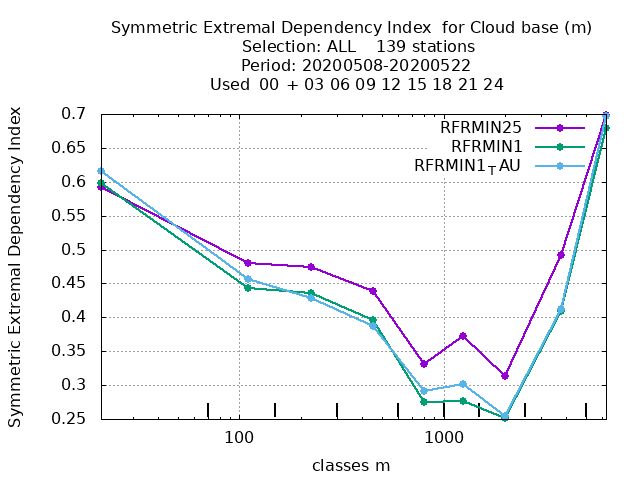 Symmetric Extremal Dependency Index  for Cloud base (m)
Selection: ALL    139 stations
Period: 20200508-20200522
Used  00 + 03 06 09 12 15 18 21 24
Symmetric Extremal Dependency Index
0.7
0.65
0.6
0.55
0.5
0.45
0.4
0.35
0.3
0.25
RFRMIN25
RFRMIN1
RFRMIN1TAU
100
1000
classes m